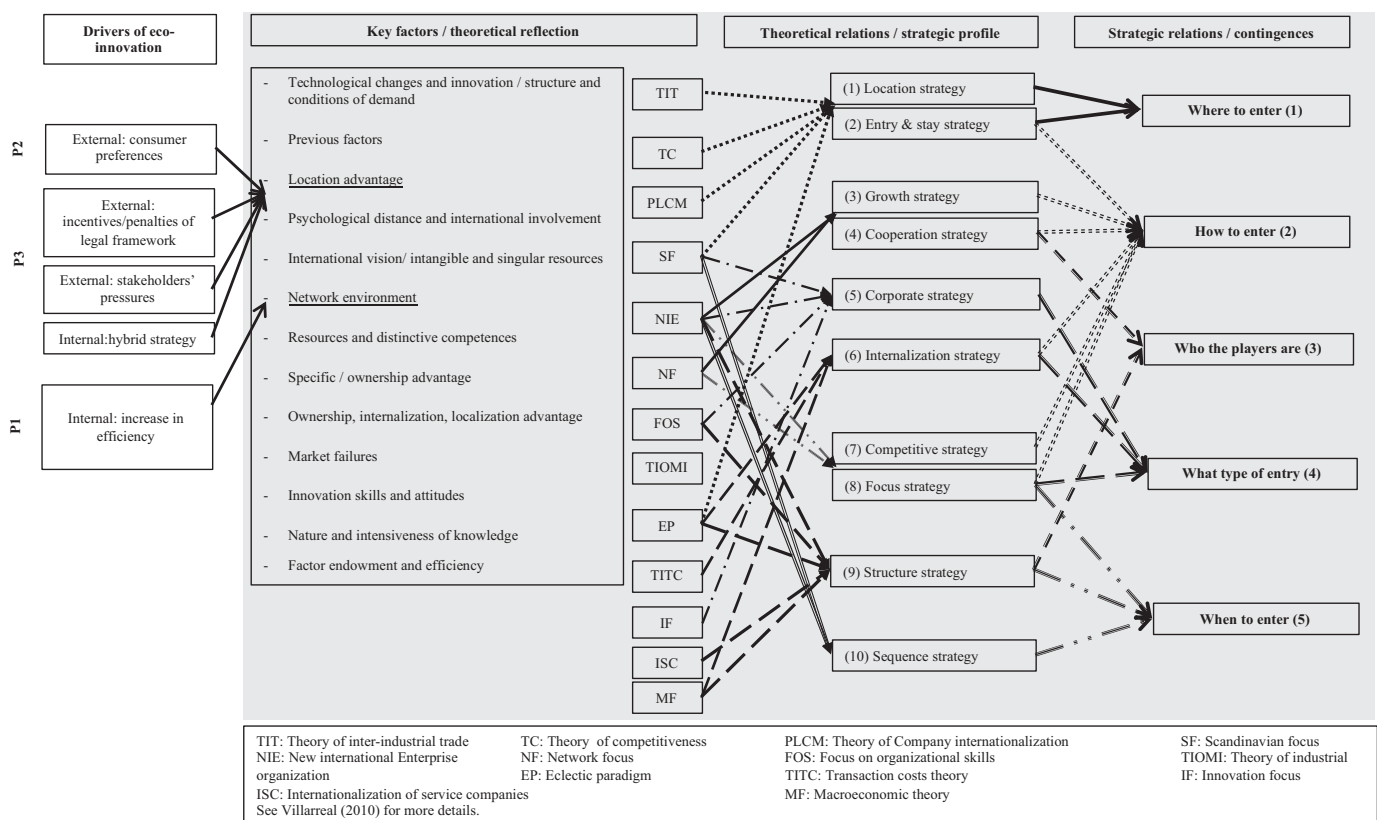 Drivers of eco-
innovation
Key factors / theoretical reflection
Theoretical relations / strategic profile
Strategic relations / contingences
P2
P3
P1
External: consumer
preferences
External:
incentives/penalties of
legal framework
External: stakeholders'
pressures
Internal:hybrid strategy
Internal: increase in
efficiency
- Technological changes and innovation / structure and
conditions of demand
- Previous factors
- Location advantage
- Psychological distance and international involvement
- International vision/ intangible and singular resources
- Network environment
- Resources and distinctive competences
- Specific / ownership advantage
- Ownership, internalization, localization advantage
- Market failures
- Innovation skills and attitudes
- Nature and intensiveness of knowledge
- Factor endowment and efficiency
TIT
TC
PLCM
SF
NIE
NF
FOS
TIOMI
EP
TITC
IF
ISC
MF
(1) Location strategy
(2) Entry & stay strategy
(3) Growth strategy
(4) Cooperation strategy
(5) Corporate strategy
(6) Internalization strategy
(7) Competitive strategy
(8) Focus strategy
(9) Structure strategy
(10) Sequence strategy
Where to enter (1)
How to enter (2)
Who the players are (3)
What type of entry (4)
When to enter (5)
TIT: Theory of inter-industrial trade
TC: Theory of competitiveness
PLCM: Theory of Company internationalization
SF: Scandinavian focus
NIE: New international Enterprise
organization
NF: Network focus
FOS: Focus on organizational skills
TIOMI: Theory of industrial
EP: Eclectic paradigm
TITC: Transaction costs theory
IF: Innovation focus
ISC: Internationalization of service companies
MF: Macroeconomic theory
See Villarreal (2010) for more details.